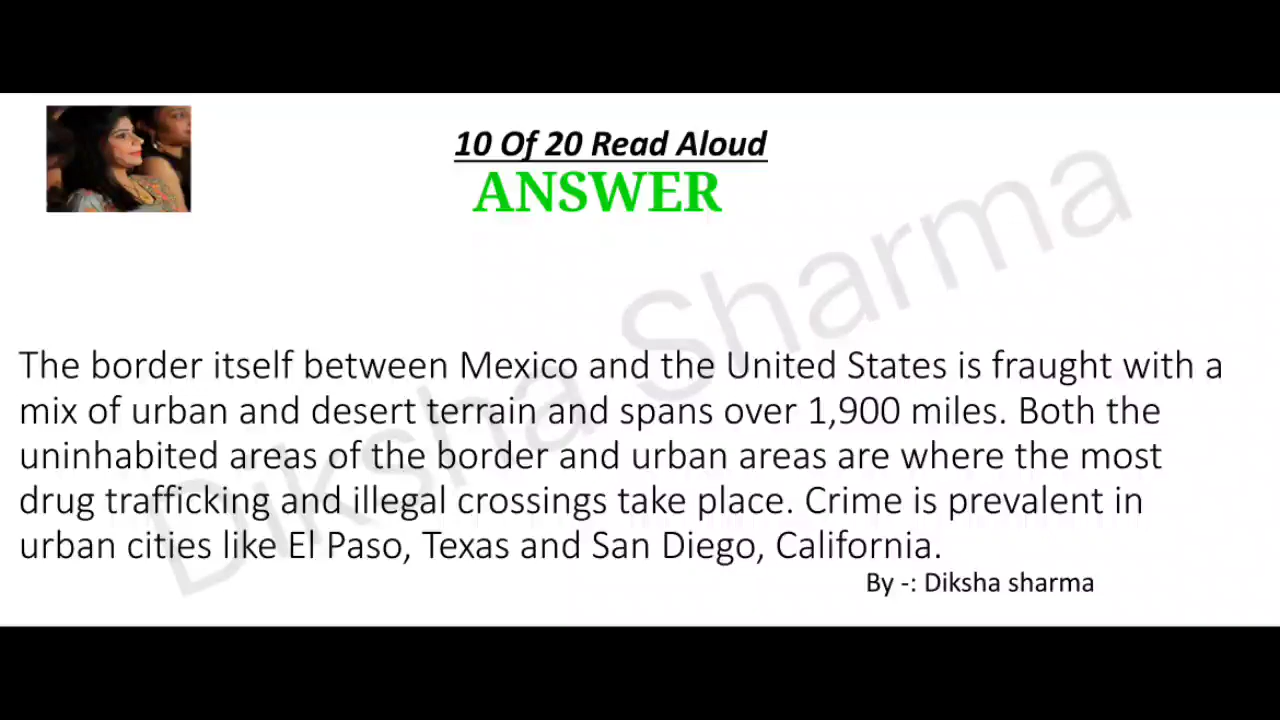 10 Of 20 Read Aloud
ANSWER
Diksha Sharma
The border itself between Mexico and the United States is fraught with a
mix of urban and desert terrain and spans over 1,900 miles. Both the
uninhabited areas of the border and urban areas are where the most
drug trafficking and illegal crossings take place. Crime is prevalent in
urban cities like El Paso, Texas and San Diego, California.
By -: Diksha sharma